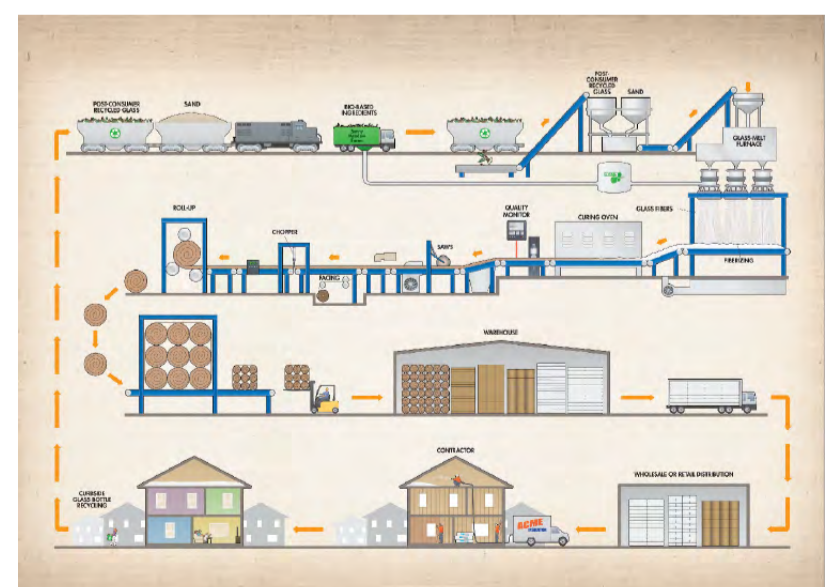 POST-CONSUMER
RECYCLED GLASS
SAND
BIO-BASED
INGREDIENTS
POST-
CONSUMER
RECYCLED
GLASS
SAND
GLASS-MELT
FURNACE
ROLL-UP
CHOPPER
FACING
SAWS
QUALITY
MONITOR
CURING OVEN
GLASS FIBERS
FIBERIZING
WAREHOUSE
CURBSIDE
GLASS BOTTLE
RECYCLING
CONTRACTOR
ACME
WHOLESALE OR RETAIL DISTRIBUTION